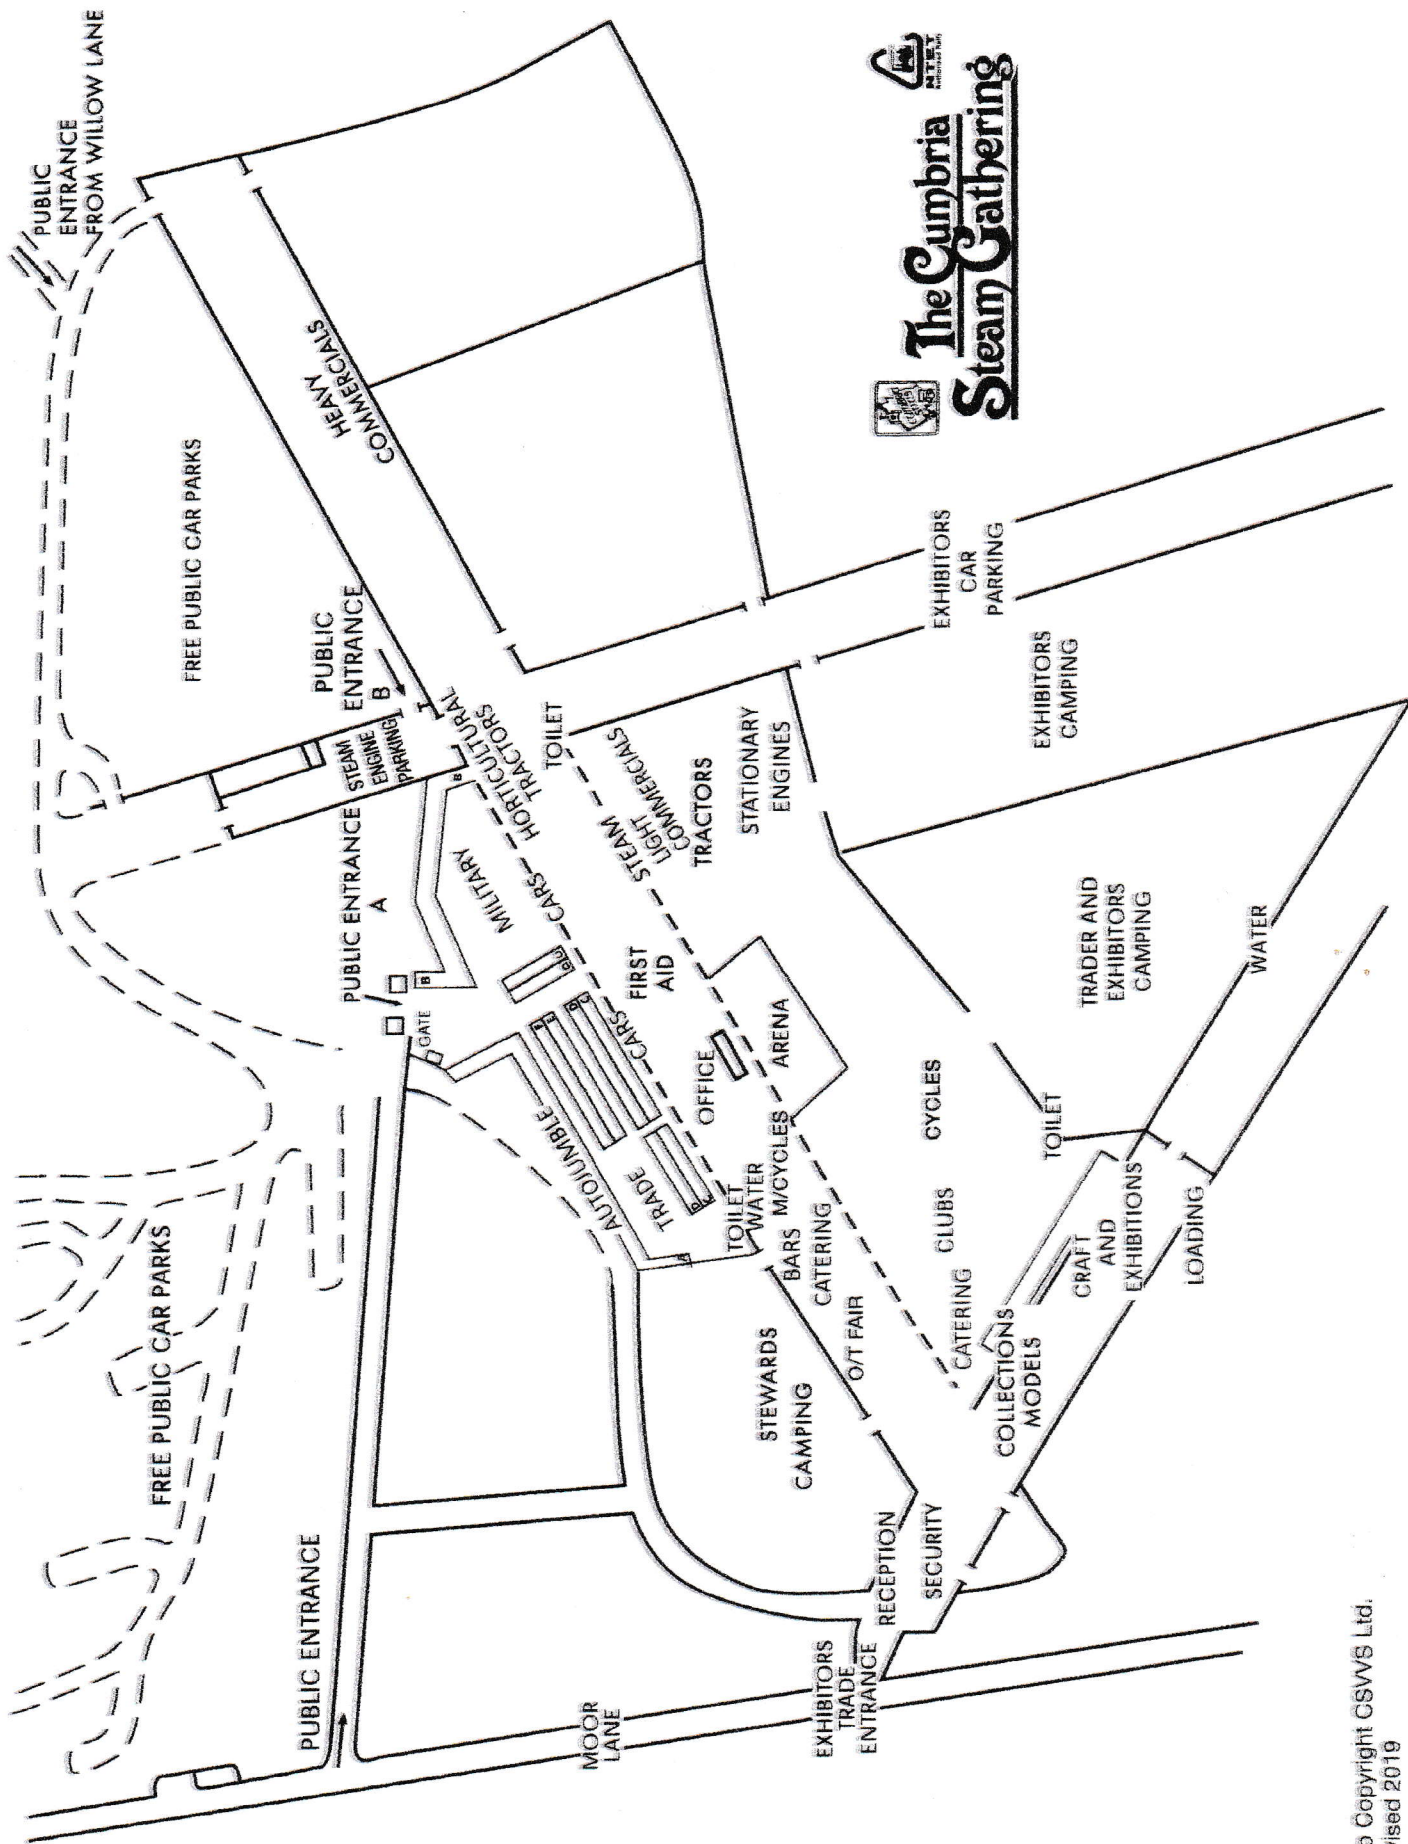 PUBLIC
ENTRANCE
FROM WILLOW LANE
FREE PUBLIC CAR PARKS
HEAVY
COMMERCIALS
The Cumbria
Steam Gathering
NTET
PUBLIC
ENTRANCE
B
STEAM
ENGINE
PARKING
HORTICULTURAL
TRACTORS
TOILET
EXHIBITORS
CAR
PARKING
EXHIBITORS
CAMPING
PUBLIC ENTRANCE
A
B
MILITARY
CARS
STEAM
LIGHT
COMMERCIALS
TRACTORS
STATIONARY
ENGINES
B
GATE
FIRST
AID
CARS
OFFICE
ARENA
TRADER AND
EXHIBITORS
CAMPING
WATER
FREE PUBLIC CAR PARKS
AUTOJUMBLE
TRADE
A
TOILET
WATER
M/CYCLES
BARS
CATERING
CYCLES
CLUBS
TOILET
STEWARDS
CAMPING
O/T FAIR
CATERING
COLLECTIONS
MODELS
CRAFT
AND
EXHIBITIONS
LOADING
PUBLIC ENTRANCE
RECEPTION
SECURITY
MOOR
LANE
EXHIBITORS
TRADE
ENTRANCE
Copyright CSVVS Ltd.
2019